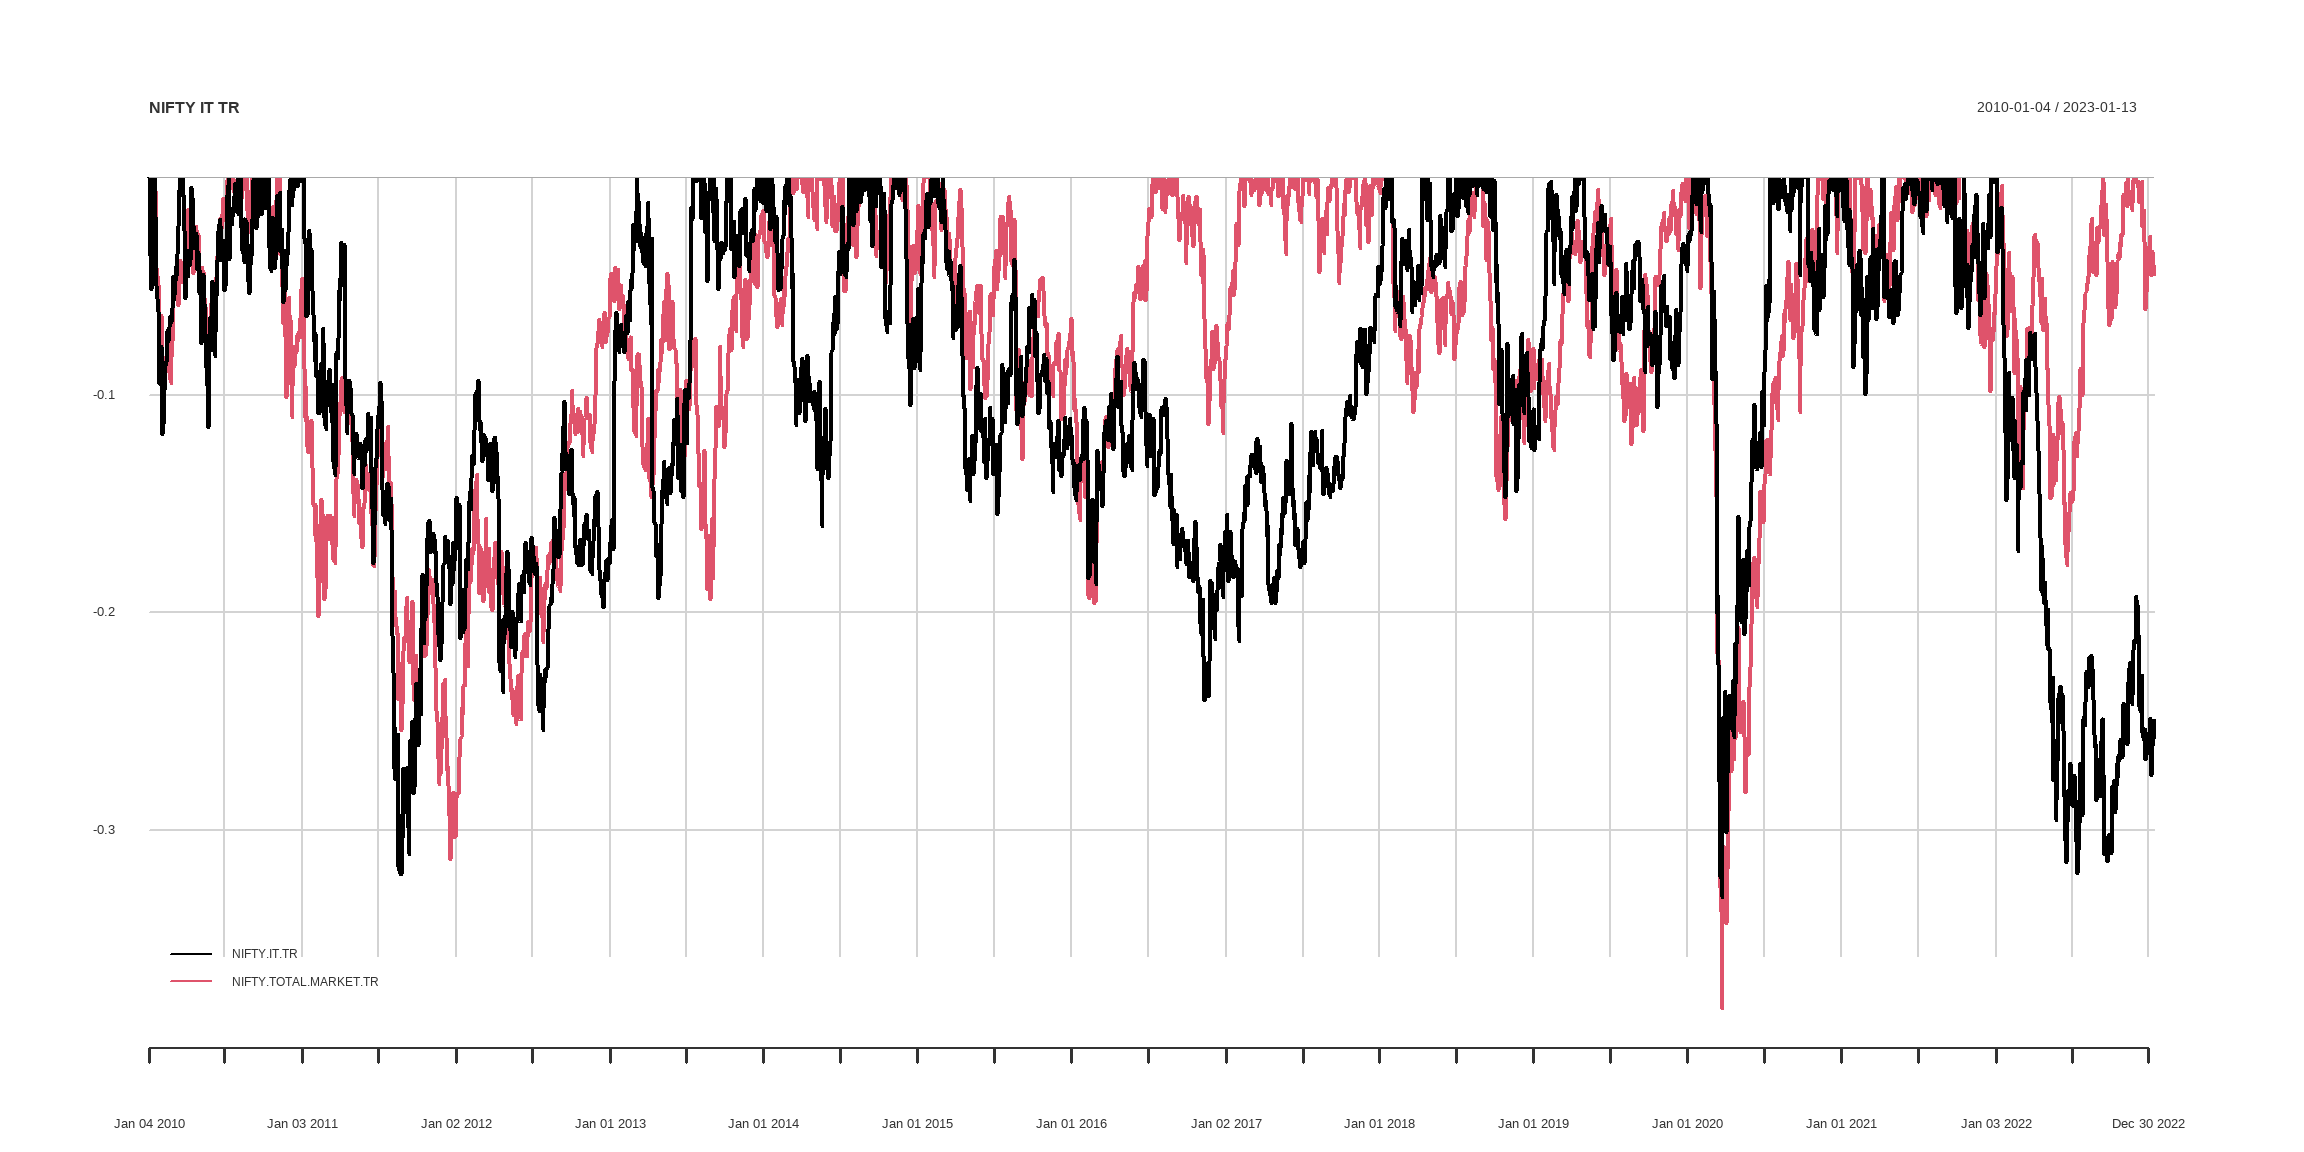 NIFTY IT TR
2010-01-04 / 2023-01-13
-0.1
-0.2
-0.3
NIFTY.IT.TR
NIFTY.TOTAL.MARKET.TR
Jan 04 2010
Jan 03 2011
Jan 02 2012
Jan 01 2013
Jan 01 2014
Jan 01 2015
Jan 01 2016
Jan 02 2017
Jan 01 2018
Jan 01 2019
Jan 01 2020
Jan 01 2021
Jan 03 2022
Dec 30 2022